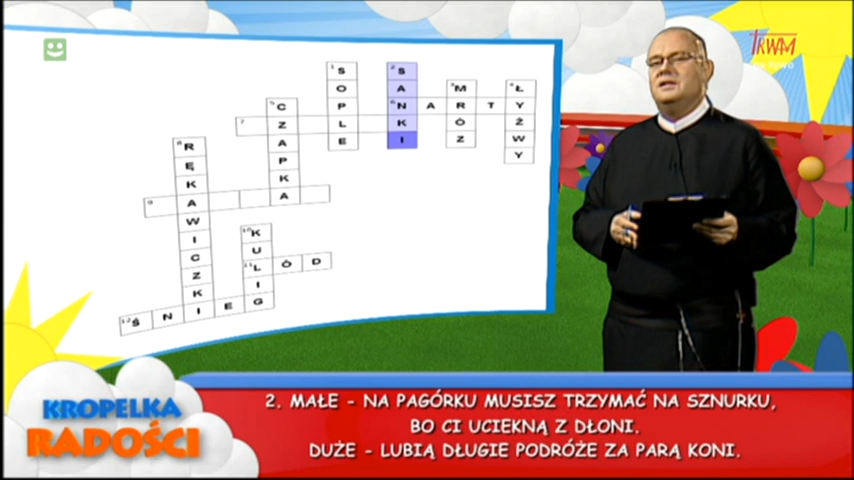 TRWAM
na żywo
1 SOPLE
2 SANKI
3 MRÓZ
4 ŁYŻWY
5 CZAPKA
6 NARTY
7
8 RĘKAWICZKI
9
10 KULIG
11 LÓD
12 ŚNIEG
KROPELKA
RADOŚCI
2. MAŁE - NA PAGÓRKU MUSISZ TRZYMAĆ NA SZNURKU,
BO CI UCIEKNĄ Z DŁONI.
DUŻE - LUBIĄ DŁUGIE PODRÓŻE ZA PARĄ KONI.